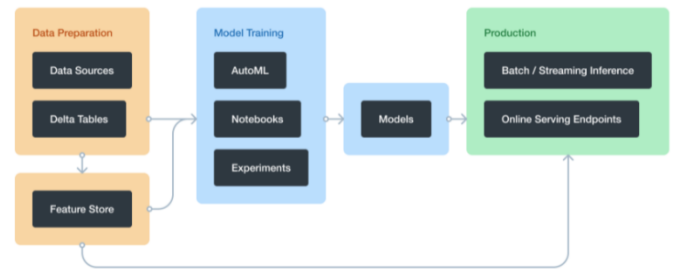 Data Preparation
Data Sources
Delta Tables
Feature Store
Model Training
AutoML
Notebooks
Experiments
Models
Production
Batch / Streaming Inference
Online Serving Endpoints